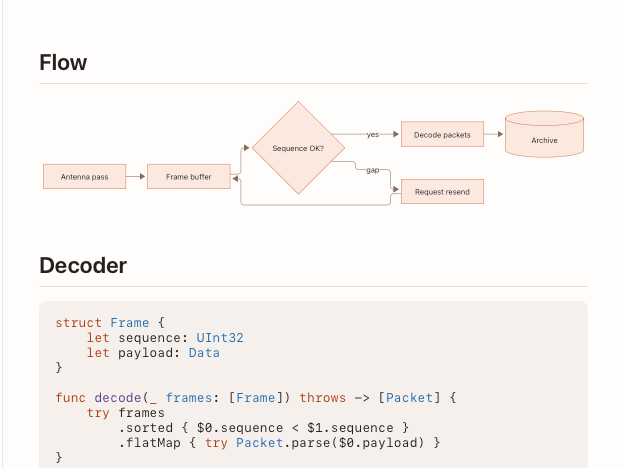 Flow
Antenna pass
Frame buffer
Sequence OK?
yes
gap
Decode packets
Request resend
Archive
Decoder
struct Frame {
    let sequence: UInt32
    let payload: Data
}

func decode(_ frames: [Frame]) throws -> [Packet] {
    try frames
        .sorted { $0.sequence < $1.sequence }
        .flatMap { try Packet.parse($0.payload) }
}